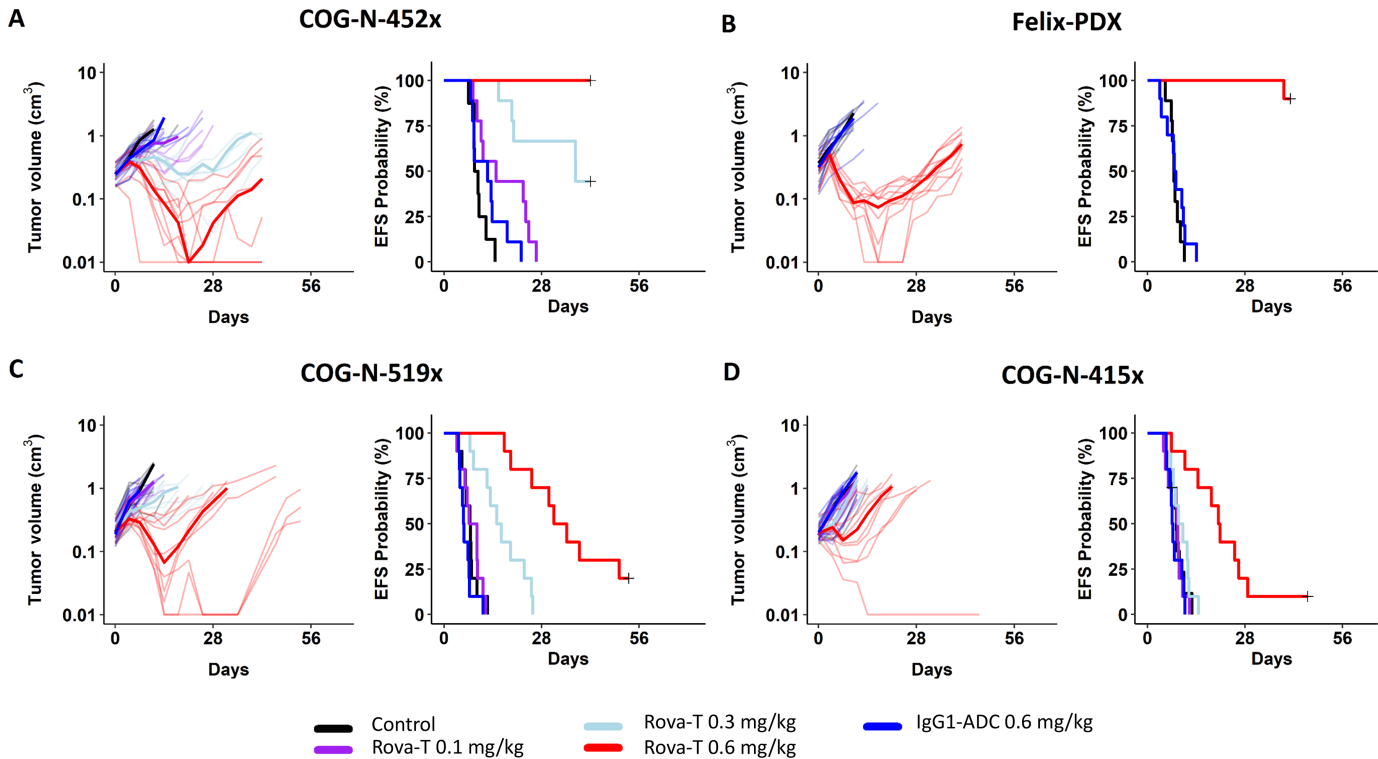 A
COG-N-452x
Tumor volume (cm3)
10
1
0.1
0.01
0 28 56
Days
EFS Probability (%)
100
75
50
25
0
0 28 56
Days
B
Felix-PDX
Tumor volume (cm3)
10
1
0.1
0.01
0 28 56
Days
EFS Probability (%)
100
75
50
25
0
0 28 56
Days
C
COG-N-519x
Tumor volume (cm3)
10
1
0.1
0.01
0 28 56
Days
EFS Probability (%)
100
75
50
25
0
0 28 56
Days
D
COG-N-415x
Tumor volume (cm3)
10
1
0.1
0.01
0 28 56
Days
EFS Probability (%)
100
75
50
25
0
0 28 56
Days
Control
Rova-T 0.1 mg/kg
Rova-T 0.3 mg/kg
Rova-T 0.6 mg/kg
IgG1-ADC 0.6 mg/kg